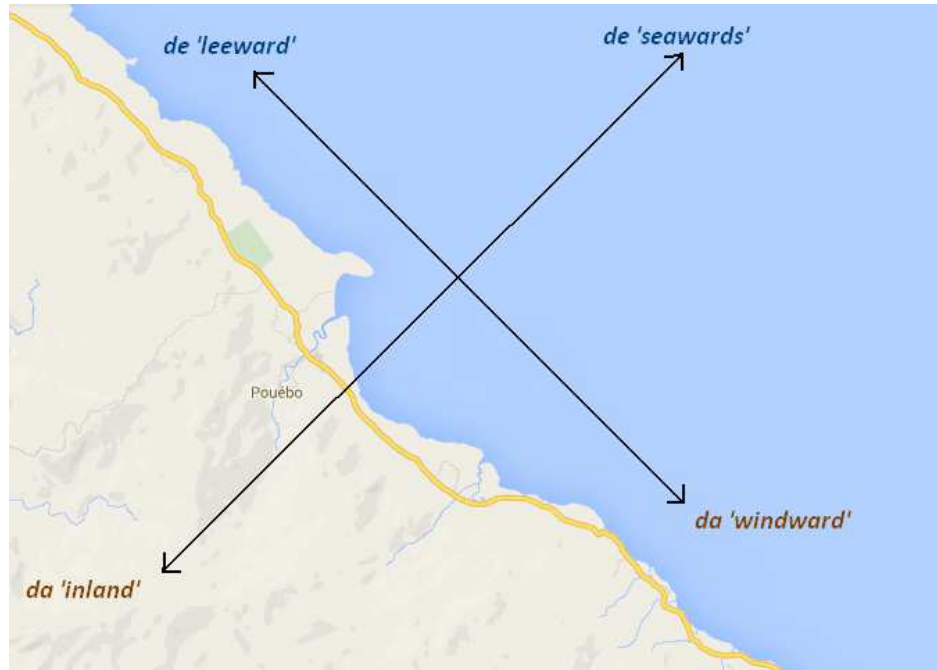 de 'leeward'
de 'seawards'
Pouébo
da 'windward'
da 'inland'